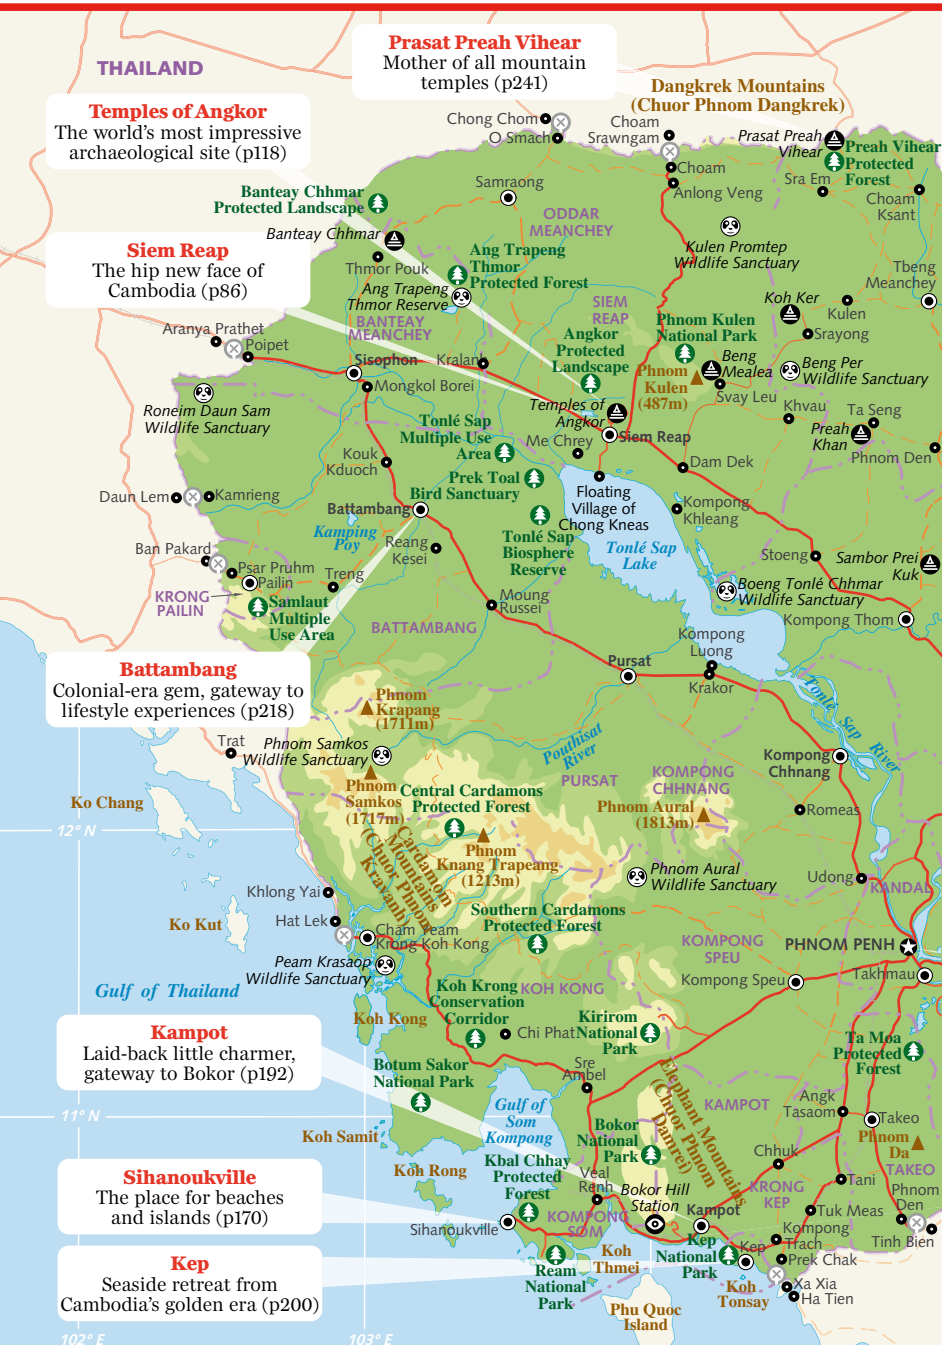 Prasat Preah Vihear
Mother of all mountain
temples (p241)
THAILAND
Dangkrek Mountains
(Chuor Phnom Dangkrek)
Temples of Angkor
The world's most impressive
archaeological site (p118)
Chong Chom
O Smach
Choam
Srawngam
Choam
Anlong Veng
Prasat Preah
Vihear
Preah Vihear
Protected
Forest
Sra Em
Choam
Ksant
Samraong
Banteay Chhmar
Protected Landscape
Banteay Chhmar
ODDAR
MEANCHEY
Kulen Promtep
Wildlife Sanctuary
Siem Reap
The hip new face of
Cambodia (p86)
Thmor Pouk
Ang Trapeng
Thmor
Protected Forest
Ang Trapeng
Thmor Reserve
Tbeng
Meanchey
SIEM
REAP
Koh Ker
Kulen
Srayong
BANTEAY
MEANCHEY
Aranya Prathet
Poipet
Angkor
Protected
Landscape
Phnom Kulen
National Park
Sisophon
Kralanh
Mongkol Borei
Phnom
Kulen
(487m)
Beng
Mealea
Svay Leu
Beng Per
Wildlife Sanctuary
Roneim Daun Sam
Wildlife Sanctuary
Temples of
Angkor
Khvau
Ta Seng
Preah
Khan
Phnom Den
Tonlé Sap
Multiple Use
Area
Me Chrey
Siem Reap
Kouk
Kduoch
Dam Dek
Prek Toal
Bird Sanctuary
Floating
Village of
Chong Kneas
Daun Lem
Kamrieng
Battambang
Kompong
Khleang
Kamping
Poy
Reang
Kesei
Tonlé Sap
Biosphere
Reserve
Tonlé Sap
Lake
Ban Pakard
Psar Pruhm
Pailin
Treng
Stoeng
Sambor Prei
Kuk
KRONG
PAILIN
Samlaut
Multiple
Use Area
Moung
Russei
Boeng Tonlé Chhmar
Wildlife Sanctuary
Kompong Thom
BATTAMBANG
Kompong
Luong
Pursat
Krakor
Battambang
Colonial-era gem, gateway to
lifestyle experiences (p218)
Phnom
Krapang
(1711m)
Tonlé Sap River
Trat
Phnom Samkos
Wildlife Sanctuary
Pouthisat
River
Kompong
Chhnang
Phnom
Samkos
(1717m)
PURSAT
KOMPONG
CHHNANG
Ko Chang
Central Cardamons
Protected Forest
Phnom Aural
(1813m)
Romeas
12° N
Cardamom
Mountains
(Chuor Phnom
Kravanh)
Phnom
Knang Trapeang
(1213m)
Phnom Aural
Wildlife Sanctuary
Udong
KANDAL
Khlong Yai
Ko Kut
Hat Lek
Southern Cardamons
Protected Forest
Cham Yeam
Krong Koh Kong
KOMPONG
SPEU
PHNOM PENH
Peam Krasaop
Wildlife Sanctuary
Kompong Speu
Takhmau
Gulf of Thailand
Koh Krong
Conservation
Corridor
KOH KONG
Koh Kong
Chi Phat
Kirirom
National
Park
Kampot
Laid-back little charmer,
gateway to Bokor (p192)
Ta Moa
Protected
Forest
Botum Sakor
National Park
Sre
Ambel
Elephant Mountains
(Chuor Phnom
Damrei)
11° N
Gulf of
Som
Kompong
KAMPOT
Angk
Tasaom
Takeo
Koh Samit
Bokor
National
Park
Phnom
Da
Koh Rong
Kbal Chhay
Protected
Forest
Chhuk
TAKEO
Sihanoukville
The place for beaches
and islands (p170)
Veal
Renh
Bokor Hill
Station
KRONG
KEP
Tani
Phnom
Den
Sihanoukville
KOMPONG
SOM
Kampot
Tuk Meas
Kompong
Trach
Tinh Bien
Kep
Seaside retreat from
Cambodia's golden era (p200)
Ream
National
Park
Koh
Thmei
Kep
National
Park
Kep
Prek Chak
Koh
Tonsay
Xa Xia
Ha Tien
Phu Quoc
Island
102° E
103° E